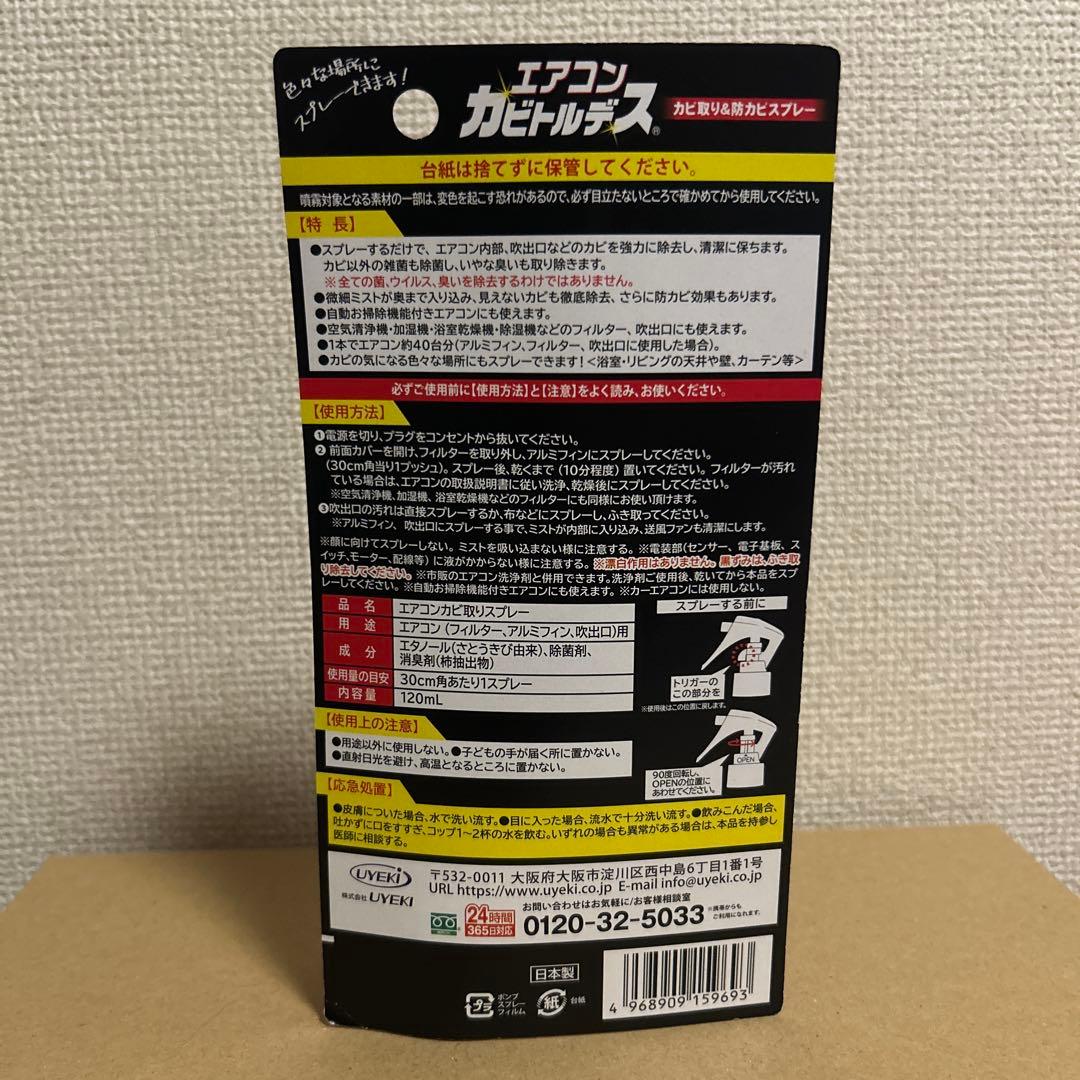 色々な場所に
スプレーできます!
エアコン
カビトルデス®
カビ取り&防カビスプレー
台紙は捨てずに保管してください。
噴霧対象となる素材の一部は、変色を起こす恐れがあるので、必ず目立たないところで確かめてから使用してください。
【特 長】
●スプレーするだけで、エアコン内部、吹出口などのカビを強力に除去し、清潔に保ちます。
カビ以外の雑菌も除菌し、いやな臭いも取り除きます。
※全ての菌、ウイルス、臭いを除去するわけではありません。
●微細ミストが奥まで入り込み、見えないカビも徹底除去、さらに防カビ効果もあります。
●自動お掃除機能付きエアコンにも使えます。
●空気清浄機・加湿機・浴室乾燥機・除湿機などのフィルター、吹出口にも使えます。
●1本でエアコン約40台分(アルミフィン、フィルター、吹出口に使用した場合)。
●カビの気になる色々な場所にもスプレーできます!<浴室・リビングの天井や壁、カーテン等>
必ずご使用前に【使用方法】と【注意】をよく読み、お使いください。
【使用方法】
❶電源を切り、プラグをコンセントから抜いてください。
❷前面カバーを開け、フィルターを取り外し、アルミフィンにスプレーしてください。
(30cm角当り1プッシュ)。スプレー後、乾くまで(10分程度)置いてください。フィルターが汚れ
ている場合は、エアコンの取扱説明書に従い洗浄、乾燥後にスプレーしてください。
※空気清浄機、加湿機、浴室乾燥機などのフィルターにも同様にお使い頂けます。
❸吹出口の汚れは直接スプレーするか、布などにスプレーし、ふき取ってください。
※アルミフィン、吹出口にスプレーする事で、ミストが内部に入り込み、送風ファンも清潔にします。
※顔に向けてスプレーしない。ミストを吸い込まない様に注意する。※電装部(センサー、電子基板、ス
イッチ、モーター、配線等)に液がかからない様に注意する。※漂白作用はありません。黒ずみは、ふき取
り除去してください。※市販のエアコン洗浄剤と併用できます。洗浄剤ご使用後、乾いてから本品をスプ
レーしてください。※自動お掃除機能付きエアコンにも使えます。※カーエアコンには使用しない。
品 名 エアコンカビ取りスプレー
用 途 エアコン(フィルター、アルミフィン、吹出口)用
成 分 エタノール(さとうきび由来)、除菌剤、
消臭剤(柿抽出物)
使用量の目安 30cm角あたり1スプレー
内容量 120mL
スプレーする前に
トリガーの
この部分を
※使用後はこの位置に戻します。
OPEN
90度回転し、
OPENの位置に
あわせてください。
【使用上の注意】
●用途以外に使用しない。●子どもの手が届く所に置かない。
●直射日光を避け、高温となるところに置かない。
【応急処置】
●皮膚についた場合、水で洗い流す。●目に入った場合、流水で十分洗い流す。●飲みこんだ場合、
吐かずに口をすすぎ、コップ1〜2杯の水を飲む。いずれの場合も異常がある場合は、本品を持参し
医師に相談する。
UYEKI
株式会社 UYEKI
〒532-0011 大阪府大阪市淀川区西中島6丁目1番1号
URL https://www.uyeki.co.jp E-mail info@uyeki.co.jp
お問い合わせはお気軽に/お客様相談室
24時間
365日対応
0120-32-5033
※携帯からも
ご利用になれます。
日本製
プラ
ポンプ
スプレー
フィルム
紙
台紙
4 968909 159693